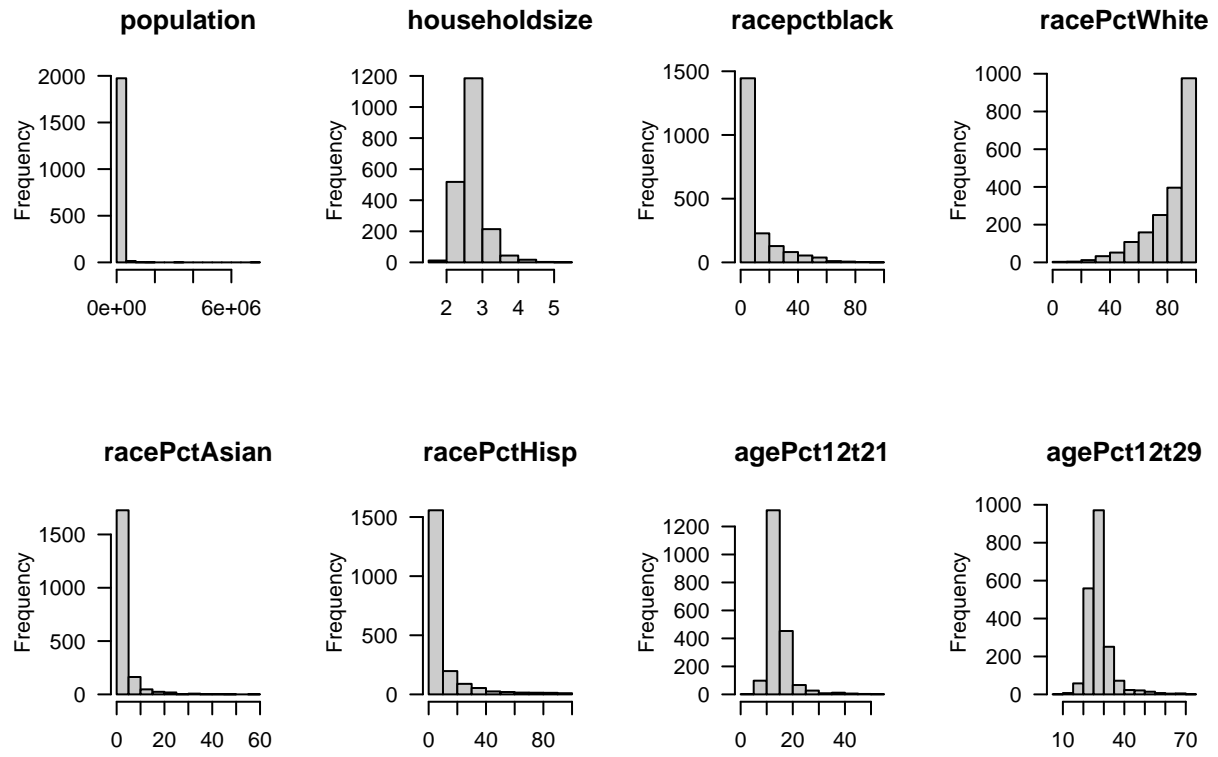 population
2000
1500
1000
500
0
Frequency
0e+00 6e+06
householdsize
1200
1000
800
600
400
200
0
Frequency
2 3 4 5
racepctblack
1500
1000
500
0
Frequency
0 40 80
racePctWhite
1000
800
600
400
200
0
Frequency
0 40 80
racePctAsian
1500
1000
500
0
Frequency
0 20 40 60
racePctHisp
1500
1000
500
0
Frequency
0 40 80
agePct12t21
1200
1000
800
600
400
200
0
Frequency
0 20 40
agePct12t29
1000
800
600
400
200
0
Frequency
10 40 70